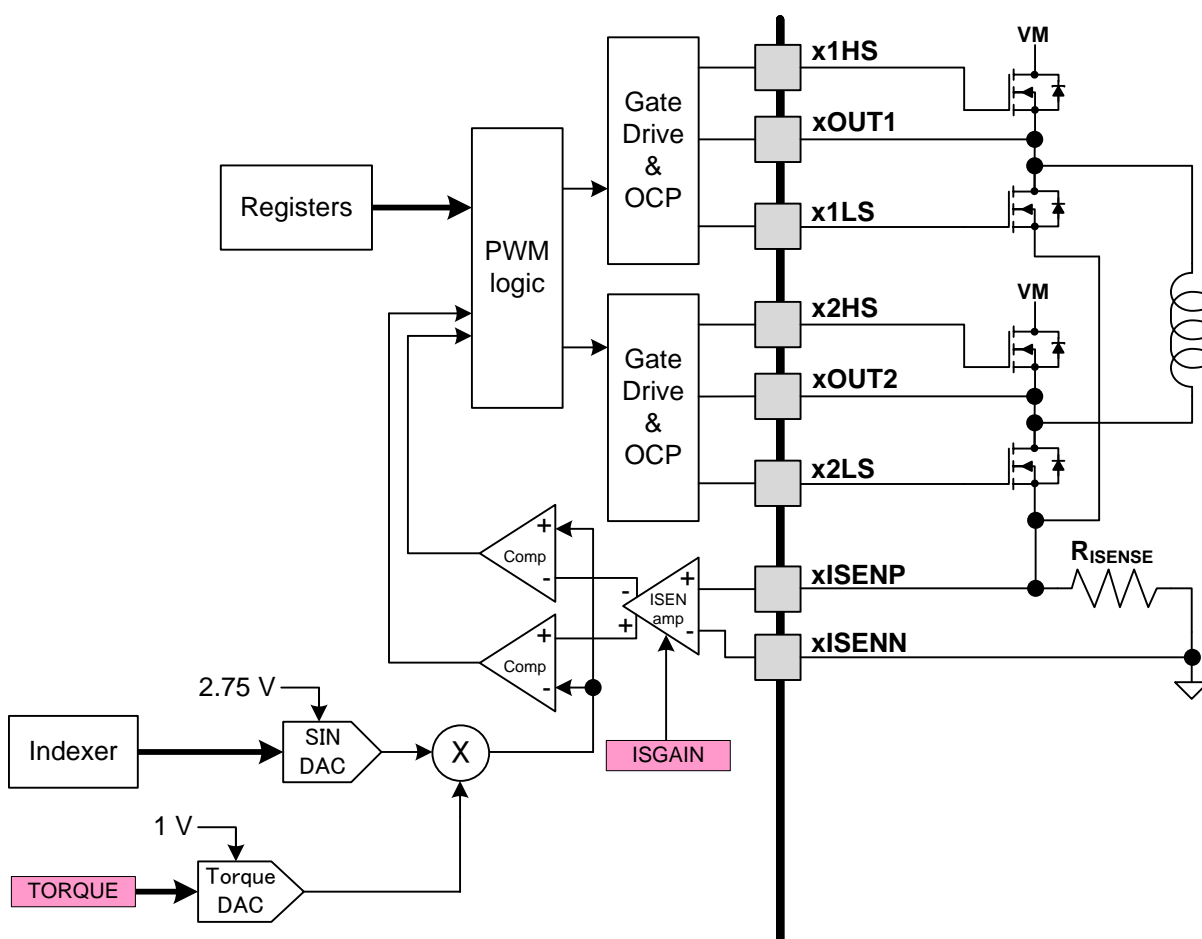 x1HS
VM
Gate
Drive
&
OCP
xOUT1
Registers
x1LS
PWM
logic
x2HS
VM
Gate
Drive
&
OCP
xOUT2
x2LS
+
Comp
-
xISENP
RISENSE
-
+
ISEN
amp
+
-
xISENN
+
Comp
-
2.75 V
Indexer
SIN
DAC
X
ISGAIN
1 V
TORQUE
Torque
DAC